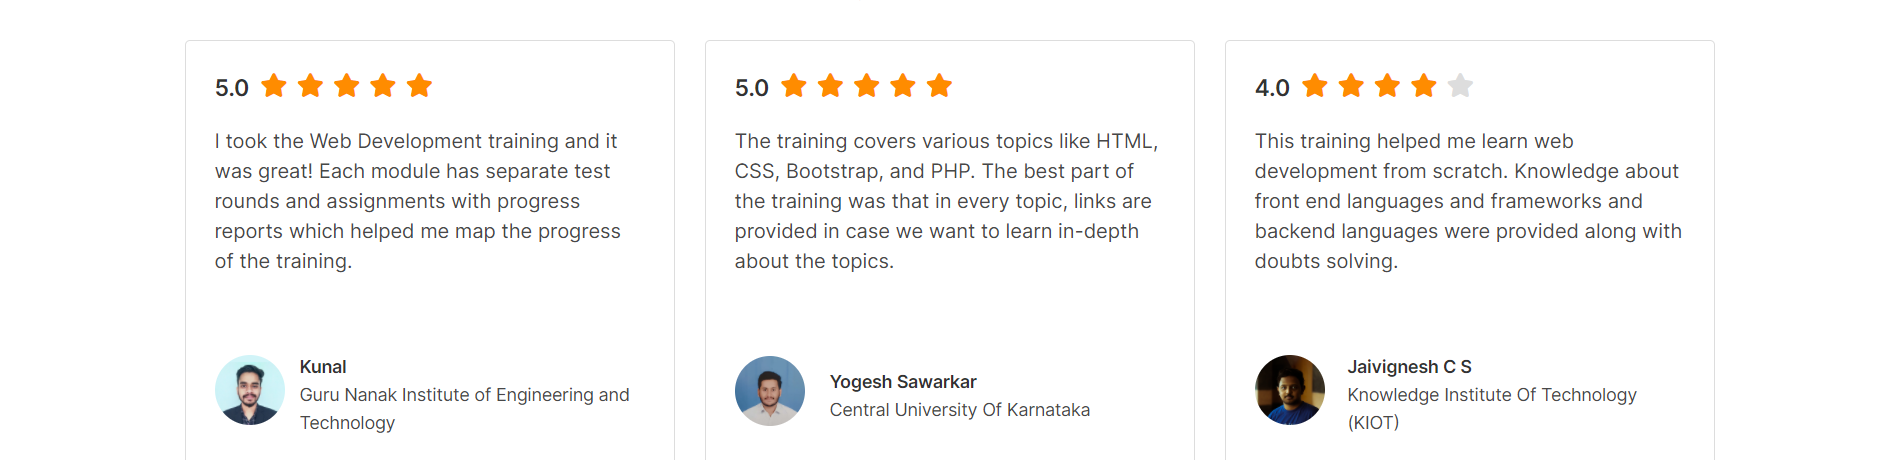 5.0
I took the Web Development training and it
was great! Each module has separate test
rounds and assignments with progress
reports which helped me map the progress
of the training.
Kunal
Guru Nanak Institute of Engineering and
Technology
5.0
The training covers various topics like HTML,
CSS, Bootstrap, and PHP. The best part of
the training was that in every topic, links are
provided in case we want to learn in-depth
about the topics.
Yogesh Sawarkar
Central University Of Karnataka
4.0
This training helped me learn web
development from scratch. Knowledge about
front end languages and frameworks and
backend languages were provided along with
doubts solving.
Jaivignesh C S
Knowledge Institute Of Technology
(KIOT)